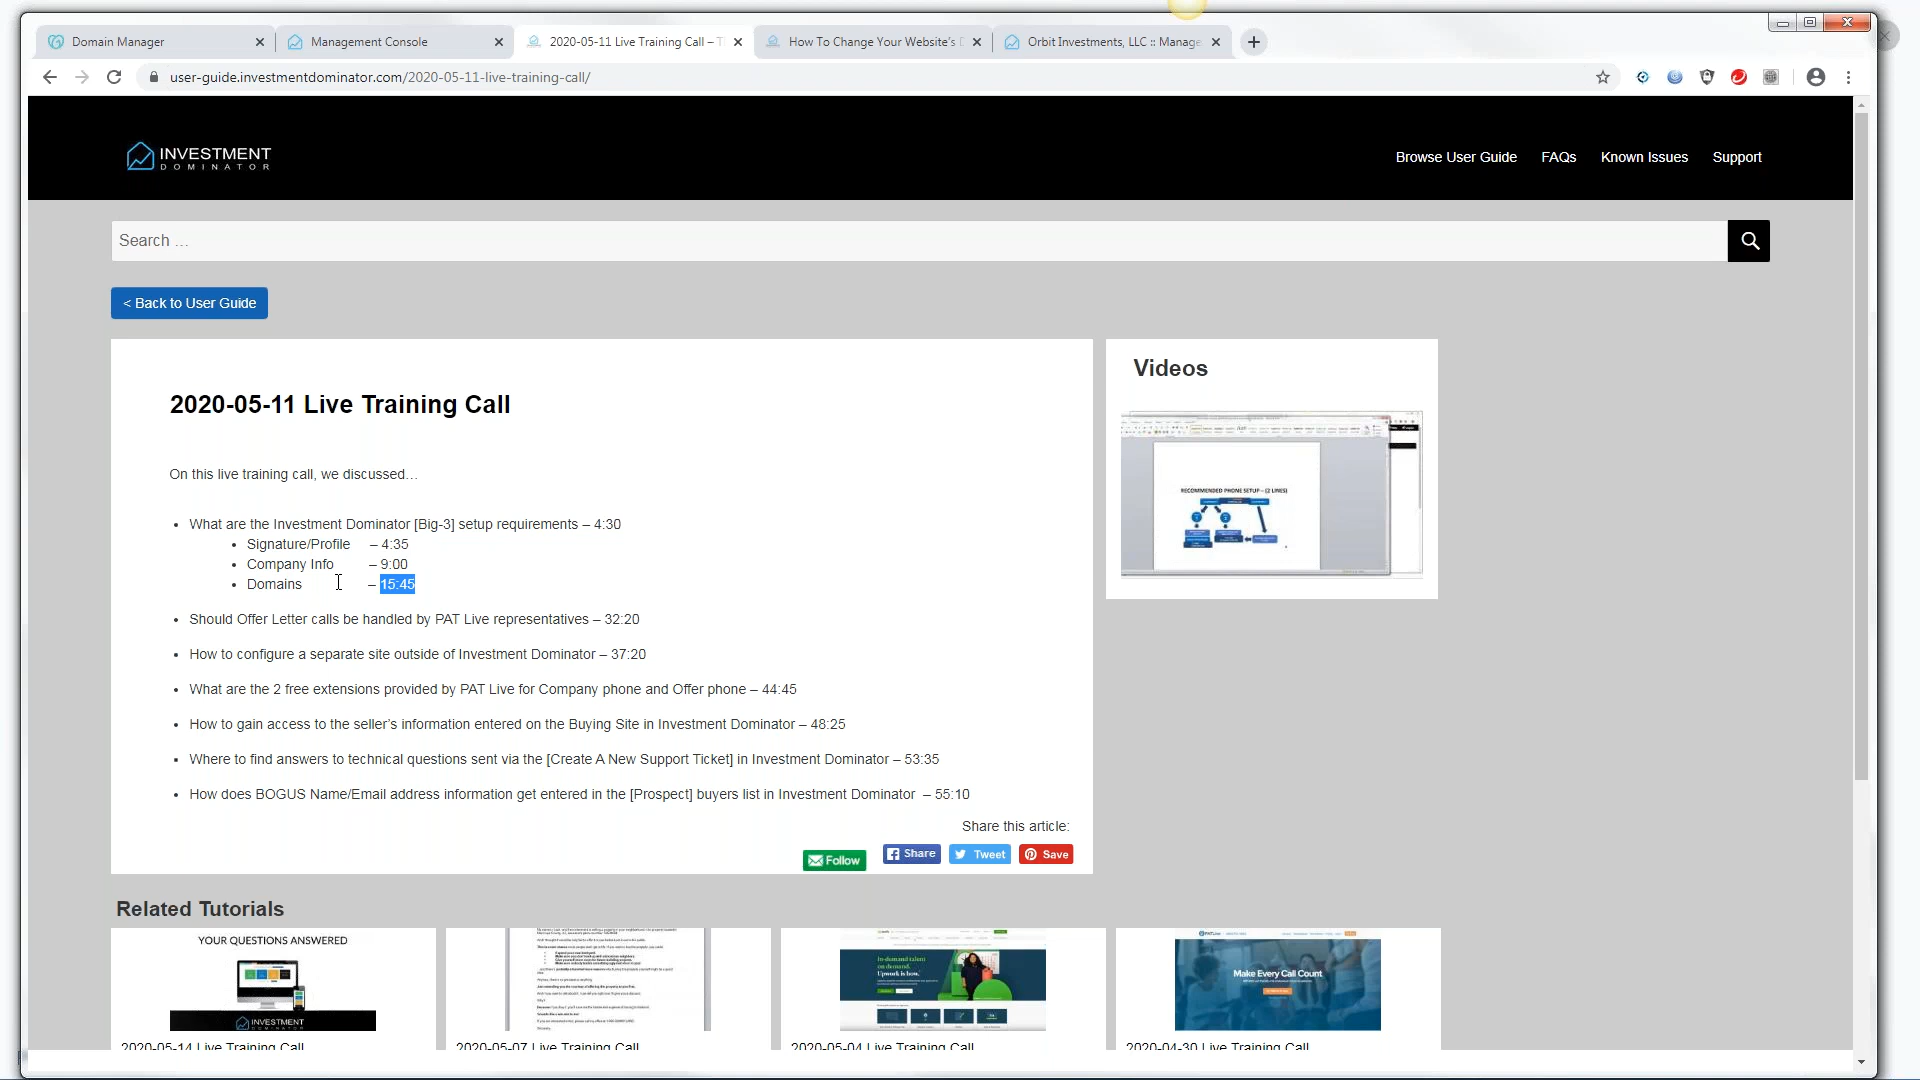 Domain Manager
Management Console
2020-05-11 Live Training Call – T
How To Change Your Website's D
Orbit Investments, LLC :: Manage
user-guide.investmentdominator.com/2020-05-11-live-training-call/
INVESTMENT
DOMINATOR
Browse User Guide
FAQs
Known Issues
Support
Search …
< Back to User Guide
2020-05-11 Live Training Call
Videos
On this live training call, we discussed…
RECOMMENDED PHONE SETUP – (2 LINES)
• What are the Investment Dominator [Big-3] setup requirements – 4:30
• Signature/Profile – 4:35
• Company Info – 9:00
• Domains – 15:45
• Should Offer Letter calls be handled by PAT Live representatives – 32:20
• How to configure a separate site outside of Investment Dominator – 37:20
• What are the 2 free extensions provided by PAT Live for Company phone and Offer phone – 44:45
• How to gain access to the seller's information entered on the Buying Site in Investment Dominator – 48:25
• Where to find answers to technical questions sent via the [Create A New Support Ticket] in Investment Dominator – 53:35
• How does BOGUS Name/Email address information get entered in the [Prospect] buyers list in Investment Dominator – 55:10
Share this article:
Follow
Share
Tweet
Save
Related Tutorials
YOUR QUESTIONS ANSWERED
INVESTMENT
In-demand talent
on demand.
Upwork is how.
Make Every Call Count
2020-05-14 Live Training Call
2020-05-07 Live Training Call
2020-05-04 Live Training Call
2020-04-30 Live Training Call